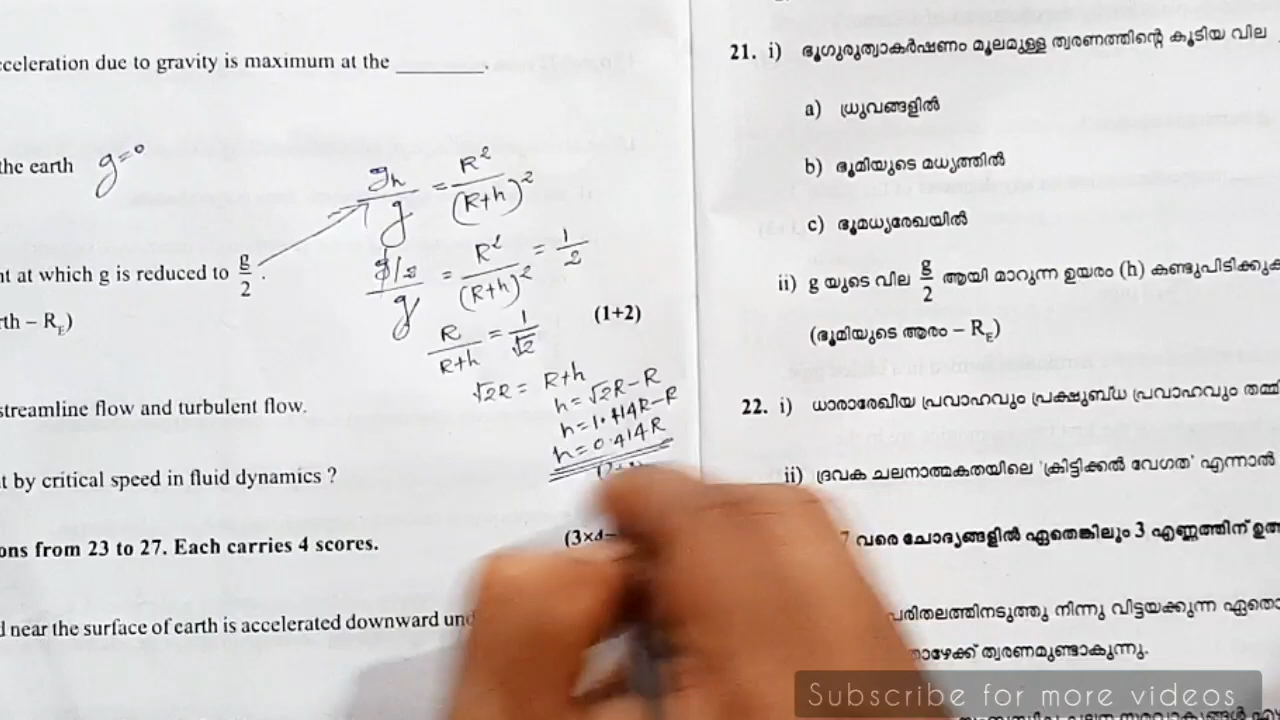 cceleration due to gravity is maximum at the ________.
the earth g=0
gh/g = R²/(R+h)²
nt at which g is reduced to g/2 .
g/2/g = R²/(R+h)² = 1/2
rth – R_E)
(1+2)
R/R+h = 1/√2
√2R = R+h
h=√2R–R
h=1.414R–R
h=0.414R
streamline flow and turbulent flow.
t by critical speed in fluid dynamics ?
ons from 23 to 27. Each carries 4 scores.
(3×4=
d near the surface of earth is accelerated downward und
21. i) ഭൂഗുരുത്വാകർഷണം മൂലമുള്ള ത്വരണത്തിന്റെ കൂടിയ വില
a) ധ്രുവങ്ങളിൽ
b) ഭൂമിയുടെ മധ്യത്തിൽ
c) ഭൂമധ്യരേഖയിൽ
ii) g യുടെ വില g/2 ആയി മാറുന്ന ഉയരം (h) കണ്ടുപിടിക്കുക
(ഭൂമിയുടെ ആരം – R_E)
22. i) ധാരാരേഖീയ പ്രവാഹവും പ്രക്ഷുബ്ധ പ്രവാഹവും തമ്മി
ii) ദ്രവക ചലനാത്മകതയിലെ 'ക്രിട്ടിക്കൽ വേഗത' എന്നാൽ
7 വരെ ചോദ്യങ്ങളിൽ ഏതെങ്കിലും 3 എണ്ണത്തിന് ഉത്ത
പരിതലത്തിനടുത്തു നിന്നു വിട്ടയക്കുന്ന ഏതൊ
താഴേക്ക് ത്വരണമുണ്ടാകുന്നു.
Subscribe for more videos